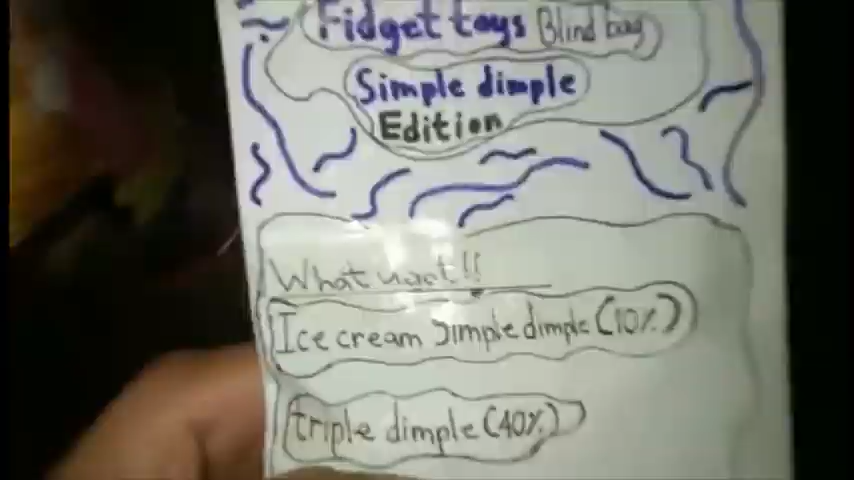 Fidget toys Blind bag
Simple dimple
Edition
What u get!!
Ice cream Simple dimple (10%)
triple dimple (40%)